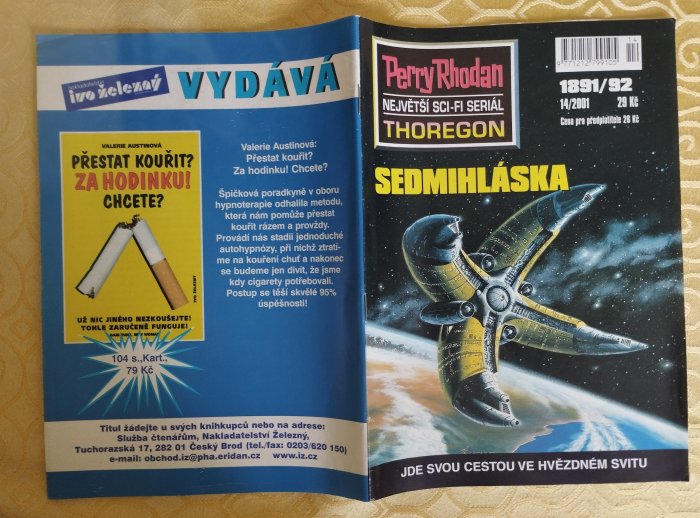 nakladatelství
ivo železný
VYDÁVÁ
VALERIE AUSTINOVÁ
PŘESTAT KOUŘIT?
ZA HODINKU!
CHCETE?
IVO ŽELEZNÝ
UŽ NIC JINÉHO NEZKOUŠEJTE!
TOHLE ZARUČENĚ FUNGUJE!
104 s.,Kart.,
79 Kč
Valerie Austinová:
Přestat kouřit?
Za hodinku! Chcete?
Špičková poradkyně v oboru
hypnoterapie odhalila metodu,
která nám pomůže přestat
kouřit rázem a provždy.
Provádí nás stadii jednoduché
autohypnózy, při nichž ztratí-
me na kouření chuť a nakonec
se budeme jen divit, že jsme
kdy cigarety potřebovali.
Postup se těší skvělé 95%
úspěšnosti!
Titul žádejte u svých knihkupců nebo na adrese:
Služba čtenářům, Nakladatelství Železný,
Tuchorazská 17, 282 01 Český Brod (tel./fax: 0203/620 150)
e-mail: obchod.iz@pha.eridan.cz www.iz.cz
Perry Rhodan
NEJVĚTŠÍ SCI-FI SERIÁL
THOREGON
14
9 771212 799105
1891/92
14/2001 29 Kč
Cena pro předplatitele 26 Kč
SEDMIHLÁSKA
JDE SVOU CESTOU VE HVĚZDNÉM SVITU